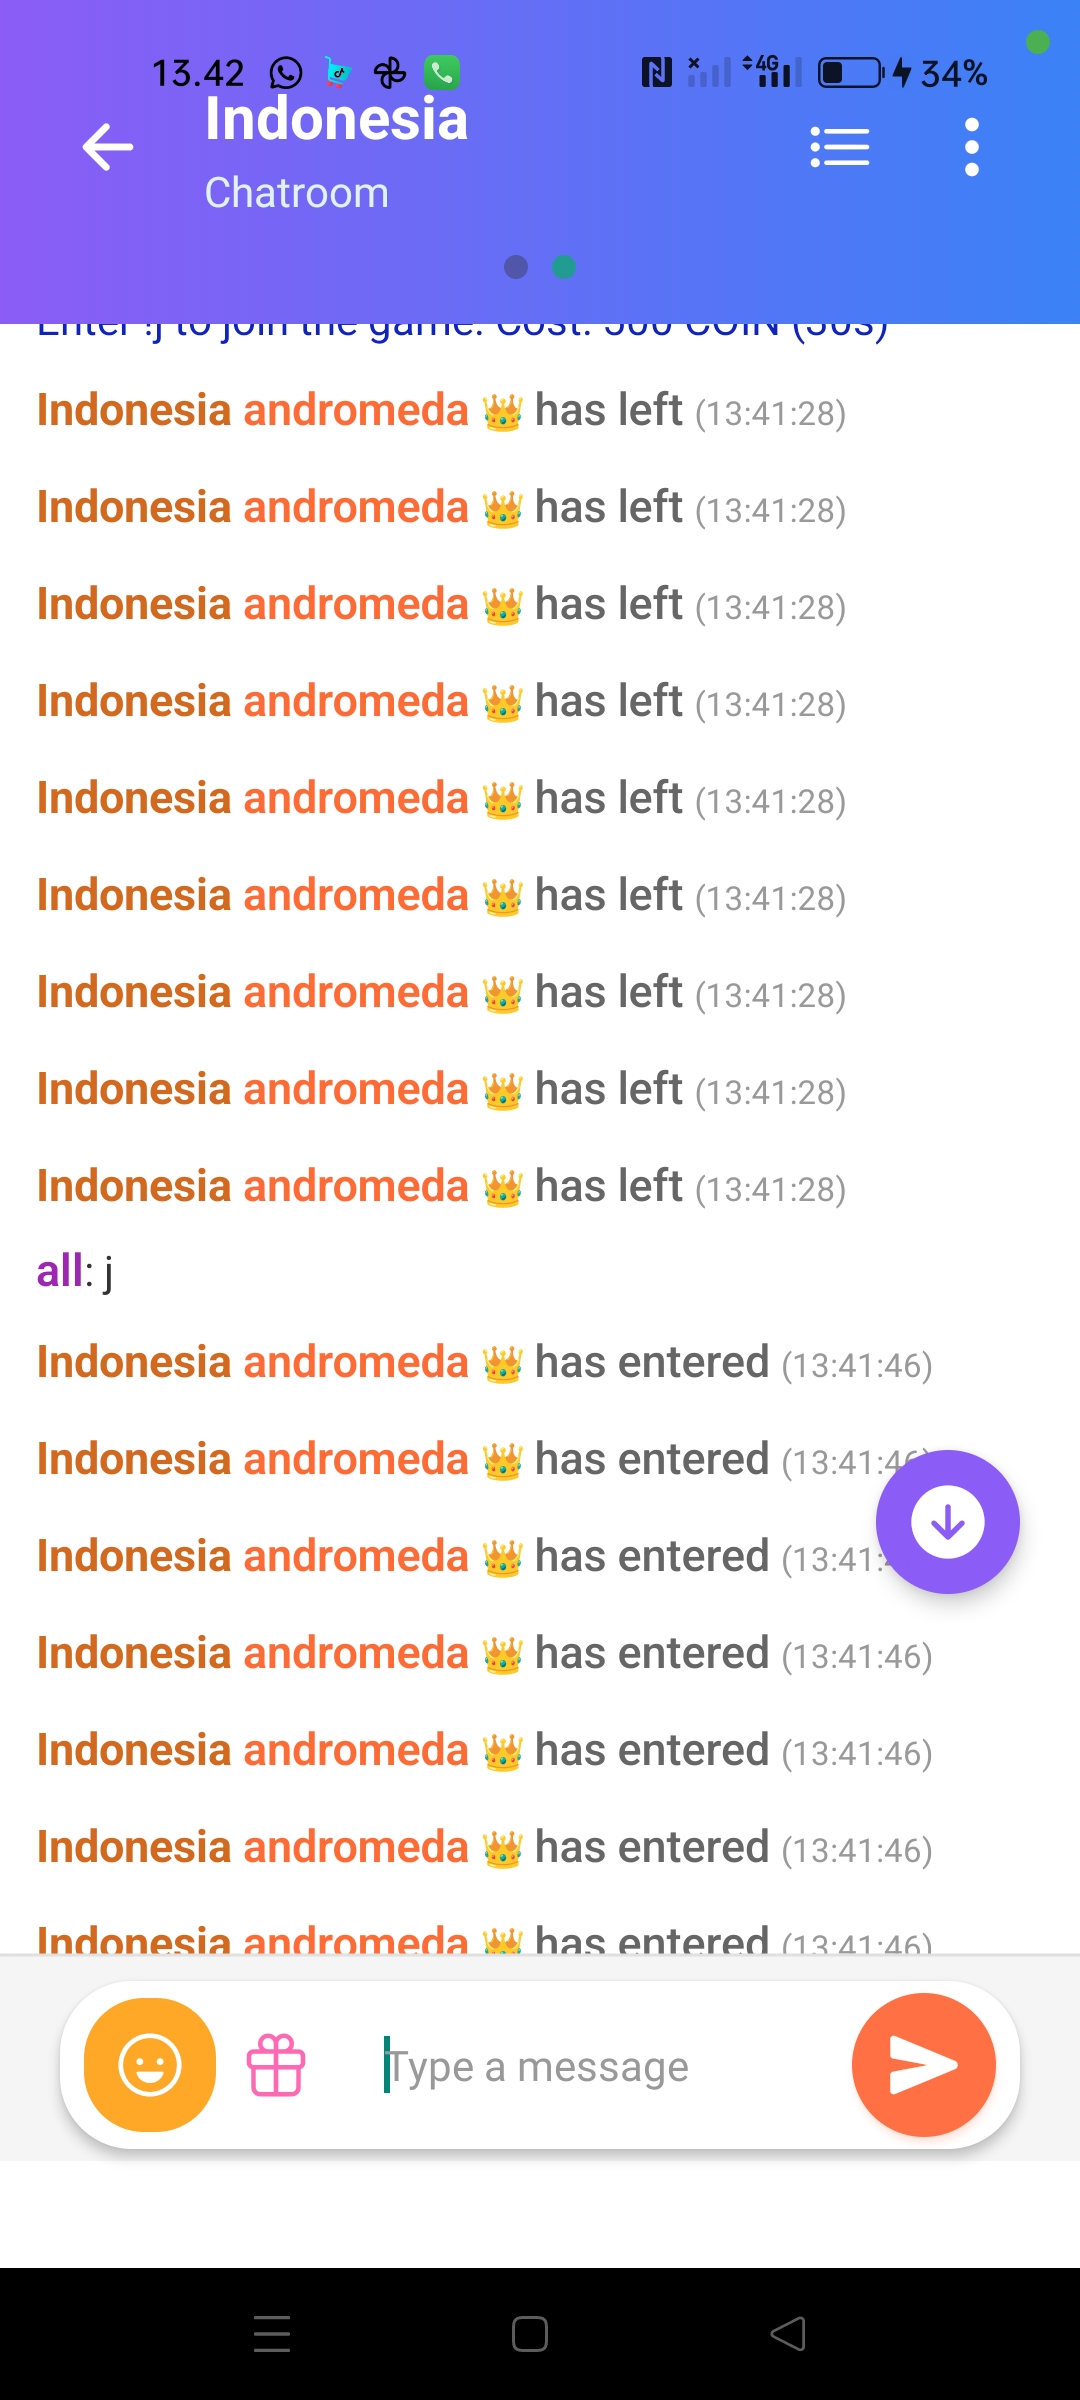 13.42
4G
34%
Indonesia
Chatroom
Enter !j to join the game. Cost: 500 COIN (30s)
Indonesia andromeda 👑 has left (13:41:28)
Indonesia andromeda 👑 has left (13:41:28)
Indonesia andromeda 👑 has left (13:41:28)
Indonesia andromeda 👑 has left (13:41:28)
Indonesia andromeda 👑 has left (13:41:28)
Indonesia andromeda 👑 has left (13:41:28)
Indonesia andromeda 👑 has left (13:41:28)
Indonesia andromeda 👑 has left (13:41:28)
Indonesia andromeda 👑 has left (13:41:28)
all: j
Indonesia andromeda 👑 has entered (13:41:46)
Indonesia andromeda 👑 has entered (13:41:46)
Indonesia andromeda 👑 has entered (13:41:
Indonesia andromeda 👑 has entered (13:41:46)
Indonesia andromeda 👑 has entered (13:41:46)
Indonesia andromeda 👑 has entered (13:41:46)
Indonesia andromeda 👑 has entered (13:41:46)
Type a message